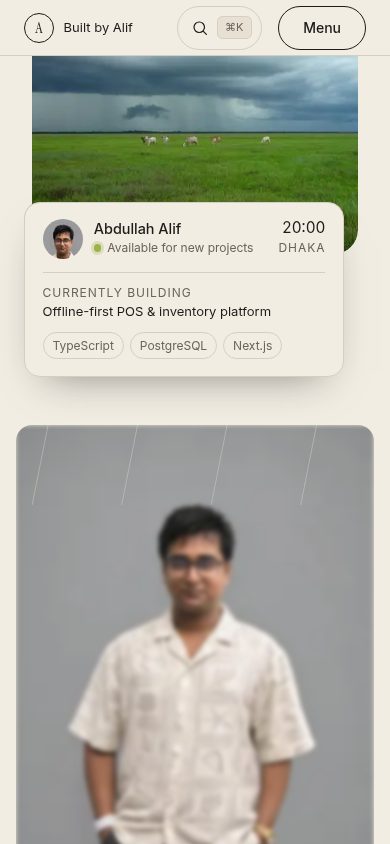 A
Built by Alif
⌘K
Menu
Abdullah Alif
20:00
Available for new projects
DHAKA
CURRENTLY BUILDING
Offline-first POS & inventory platform
TypeScript
PostgreSQL
Next.js